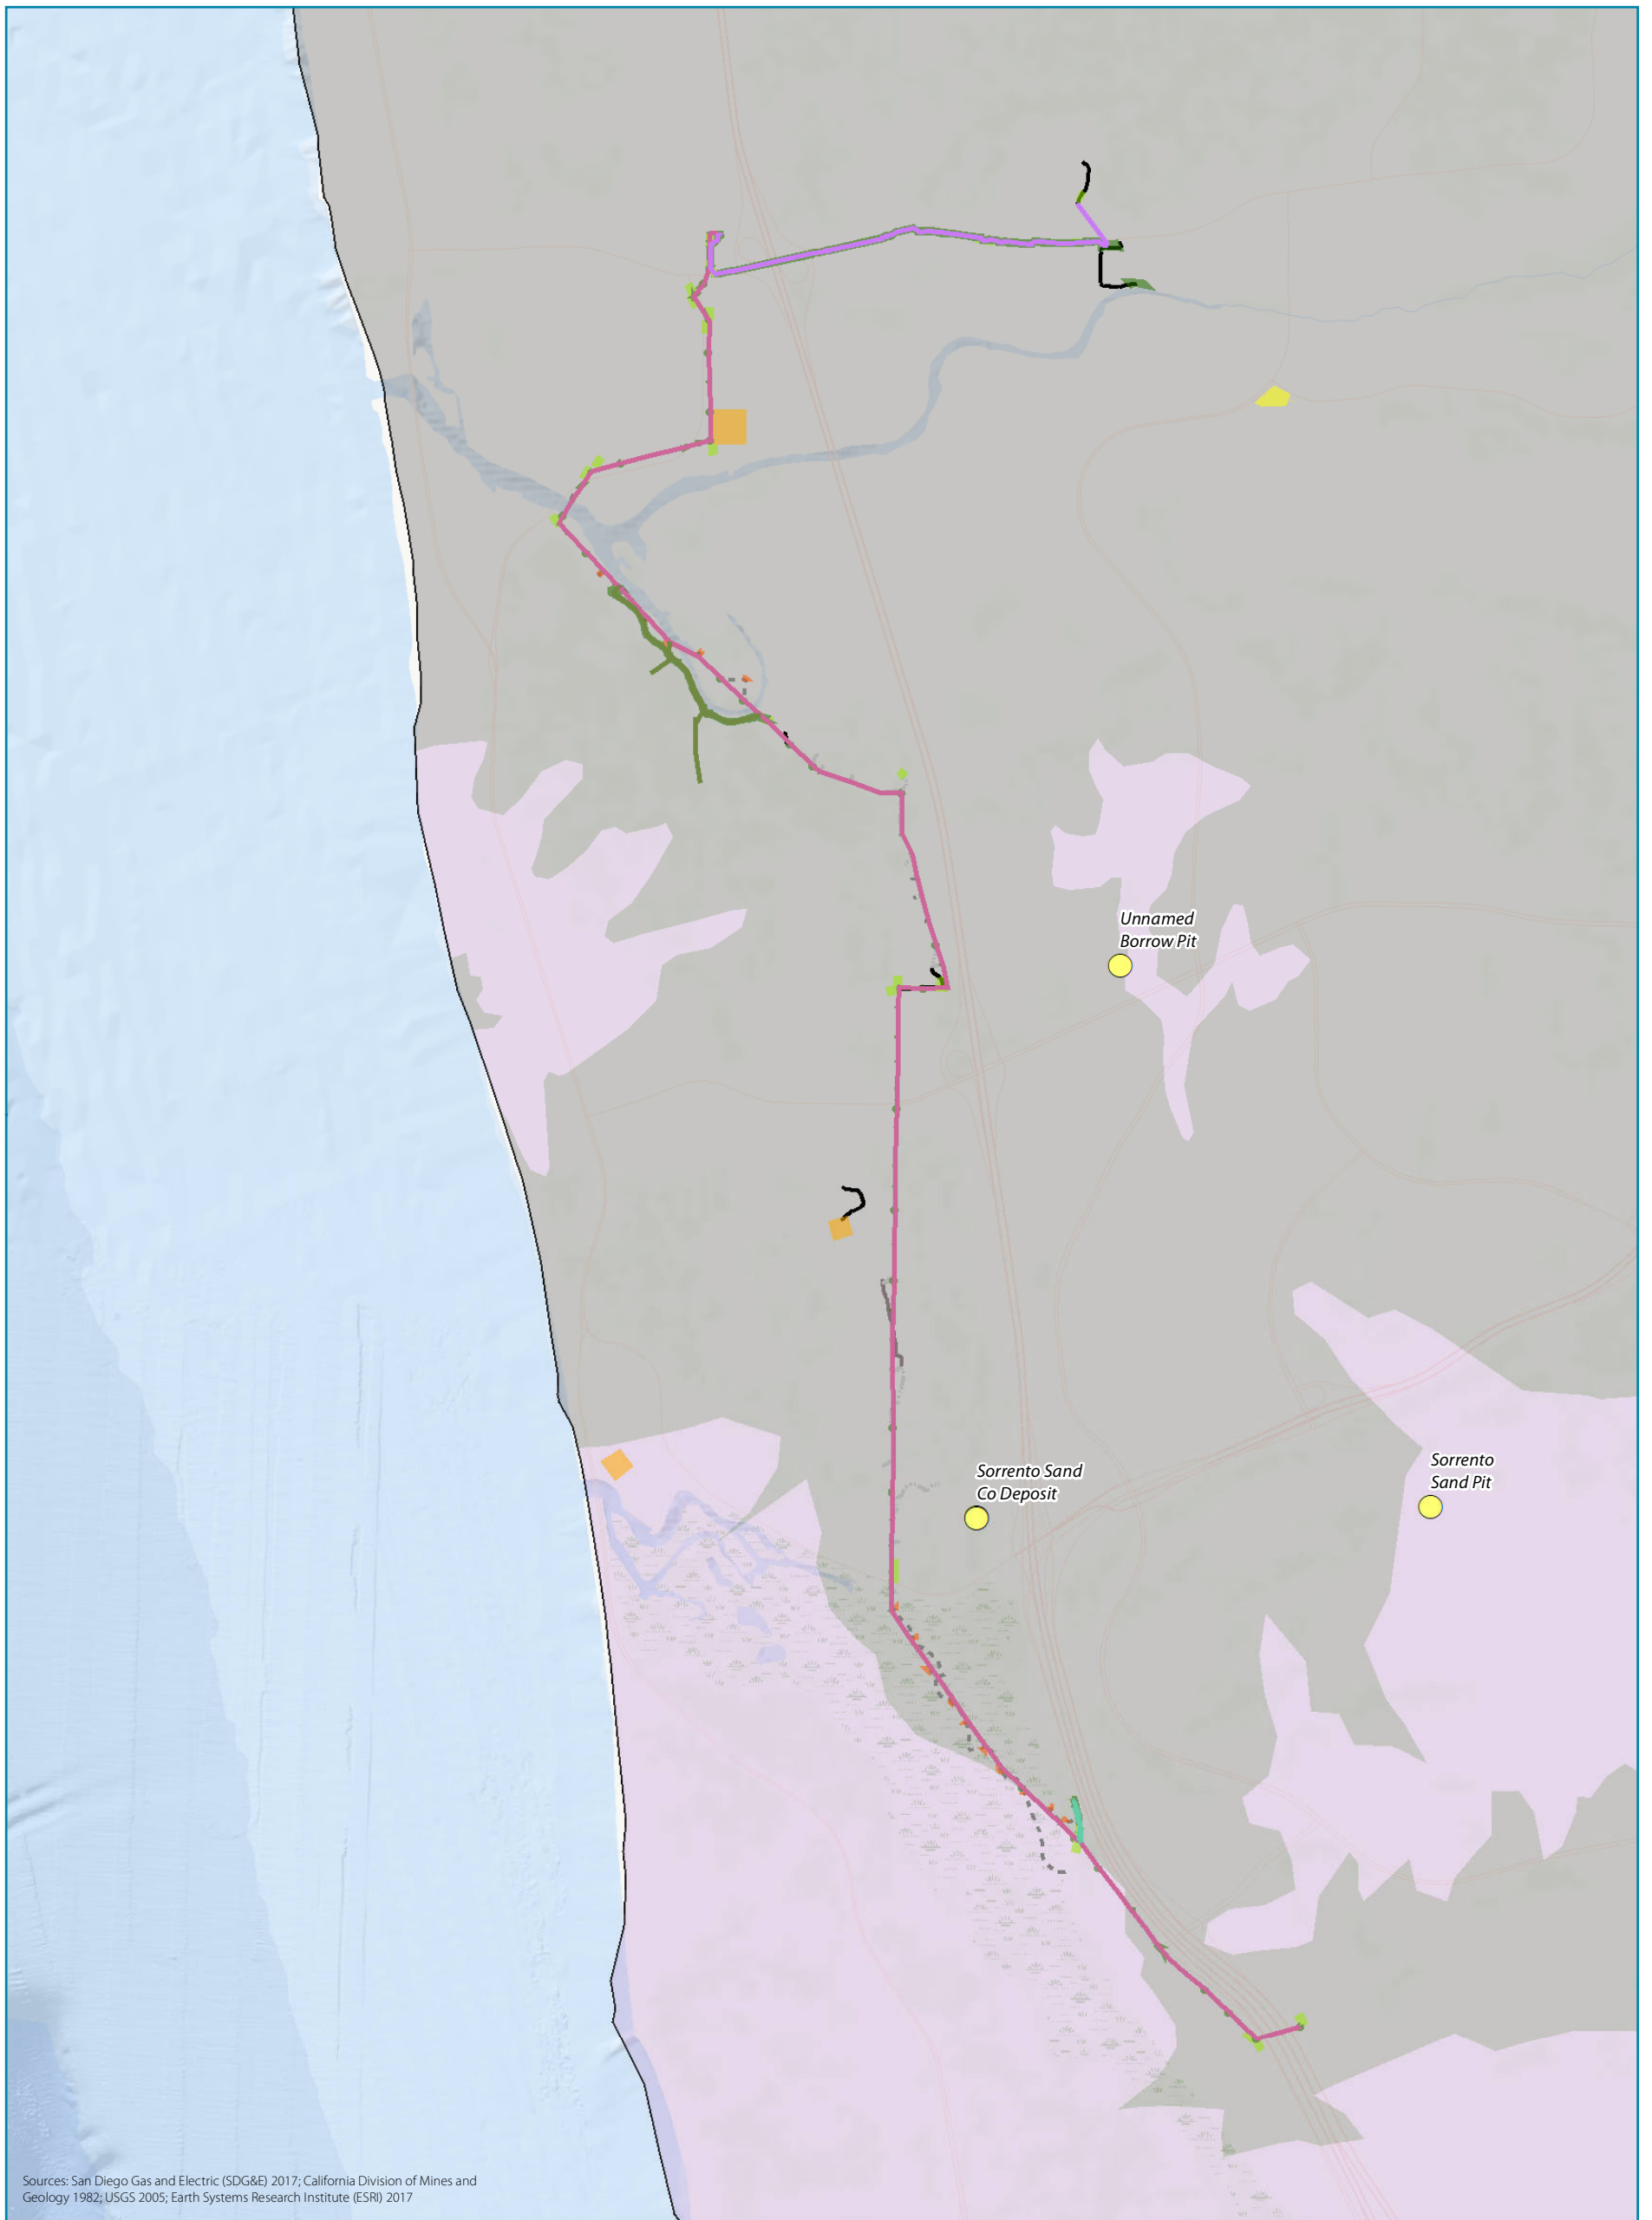 Unnamed
Borrow Pit
Sorrento Sand
Co Deposit
Sorrento
Sand Pit
Sources: San Diego Gas and Electric (SDG&E) 2017; California Division of Mines and
Geology 1982; USGS 2005; Earth Systems Research Institute (ESRI) 2017